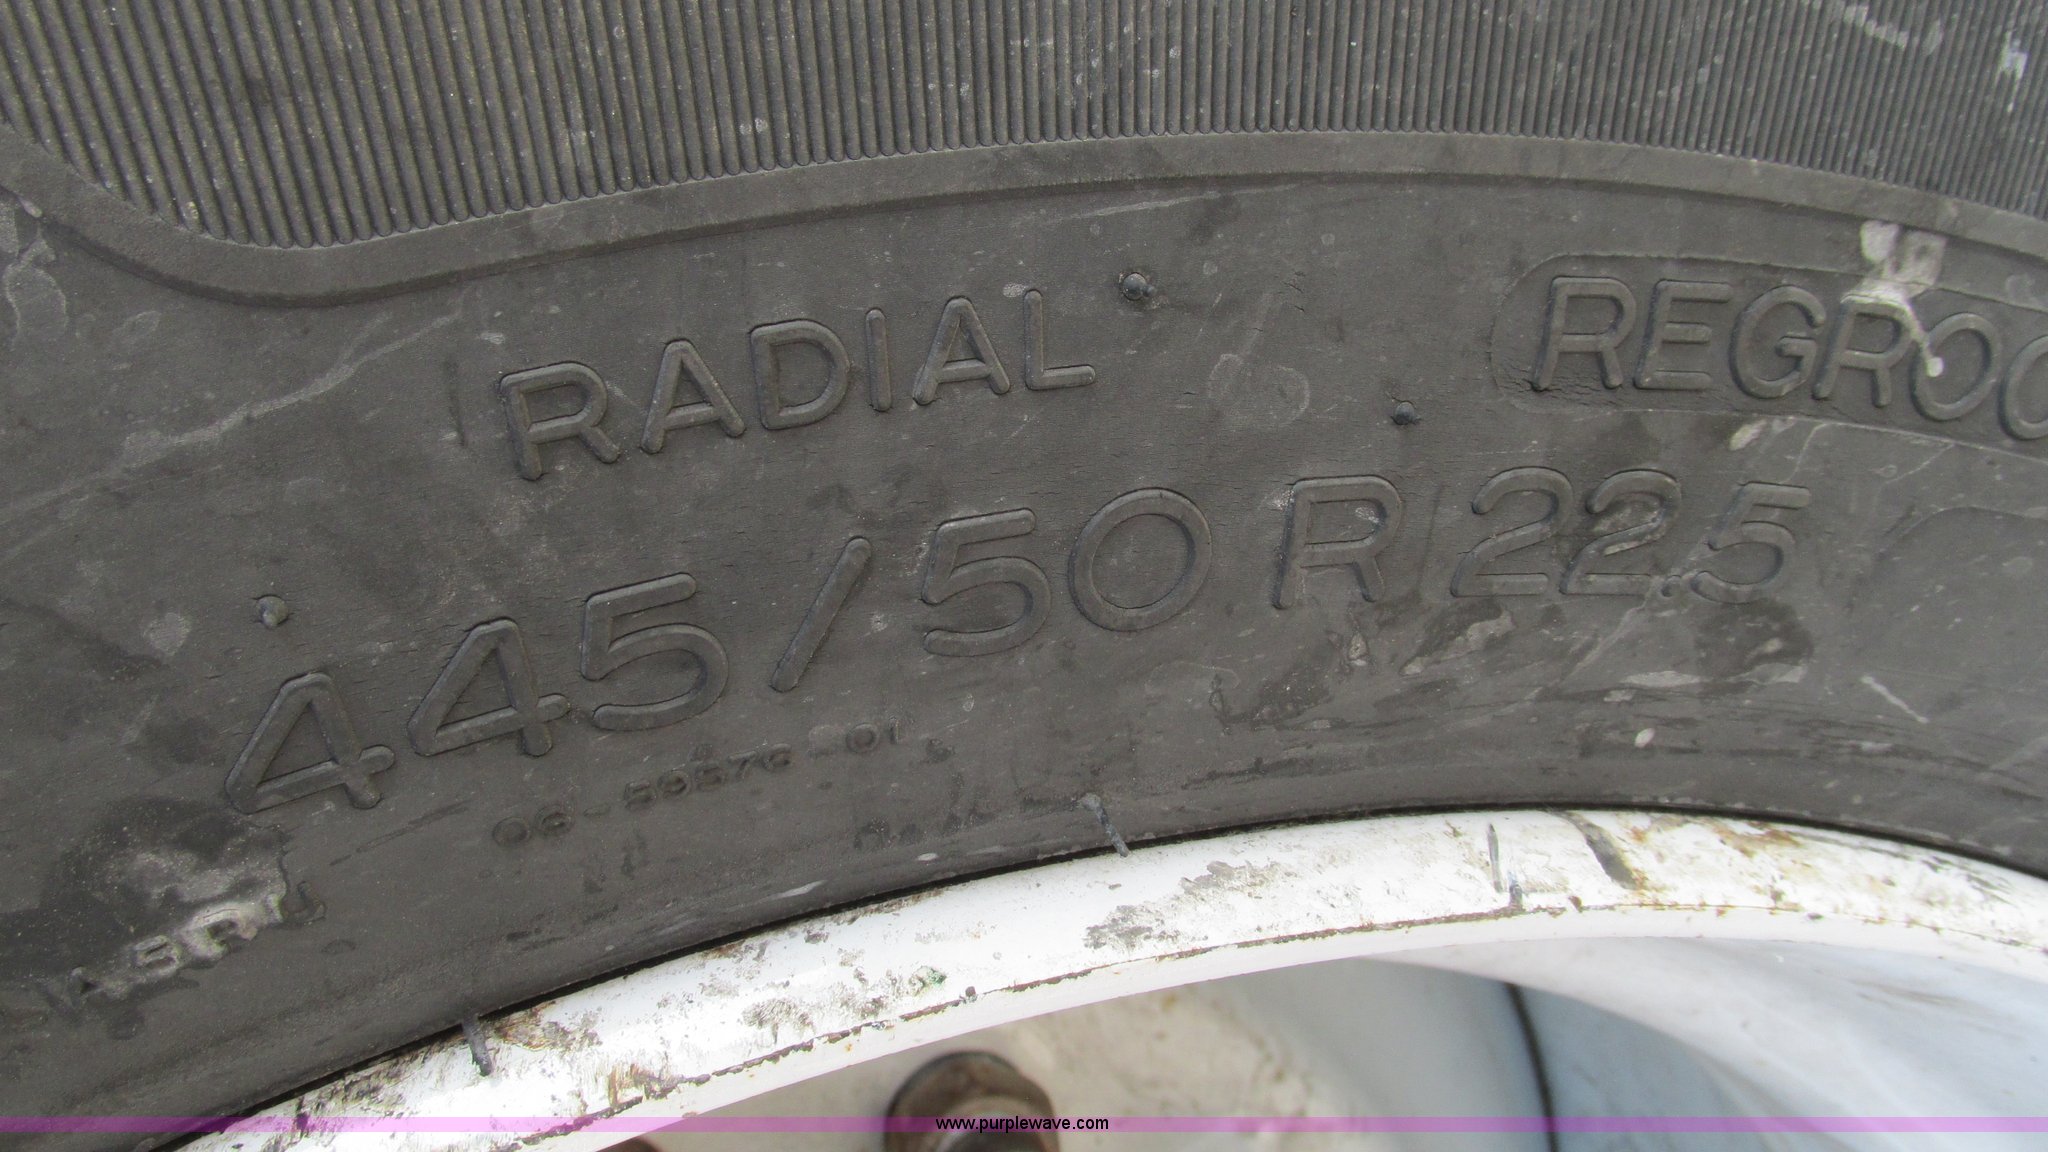 RADIAL
REGROO
445/50 R 22.5
www.purplewave.com